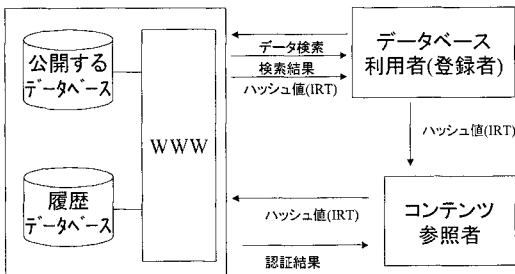 公開する
データベース
履歴
データベース
WWW
データ検索
検索結果
ハッシュ値(IRT)
データベース
利用者(登録者)
ハッシュ値(IRT)
ハッシュ値(IRT)
認証結果
コンテンツ
参照者